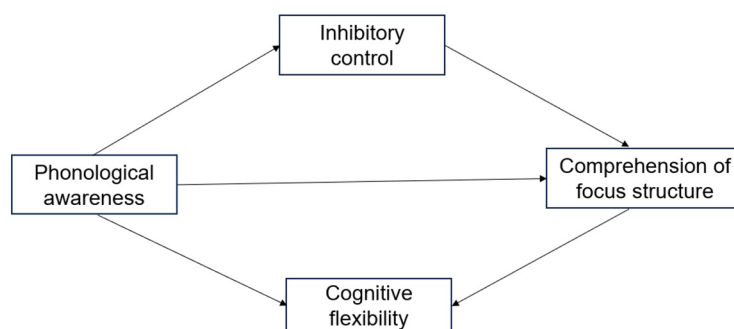 Inhibitory
control
Phonological
awareness
Comprehension of
focus structure
Cognitive
flexibility